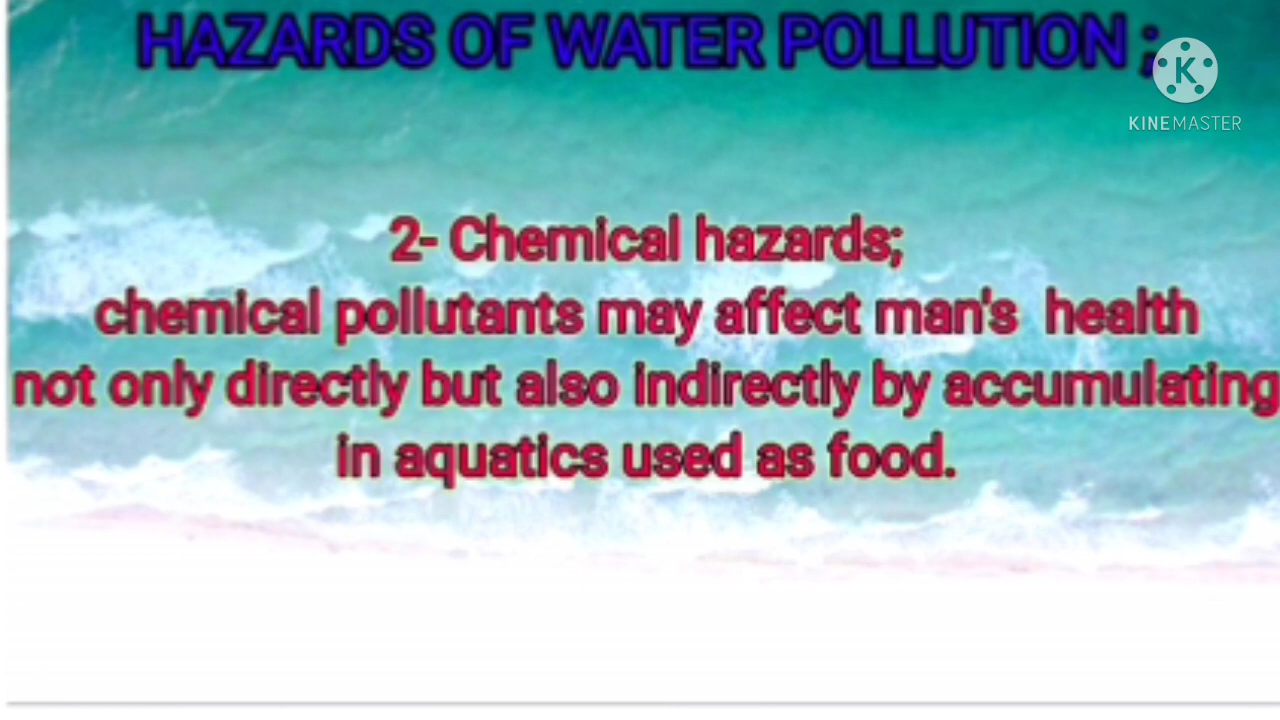 HAZARDS OF WATER POLLUTION ;
K
KINEMASTER
2- Chemical hazards;
chemical pollutants may affect man's health
not only directly but also indirectly by accumulating
in aquatics used as food.